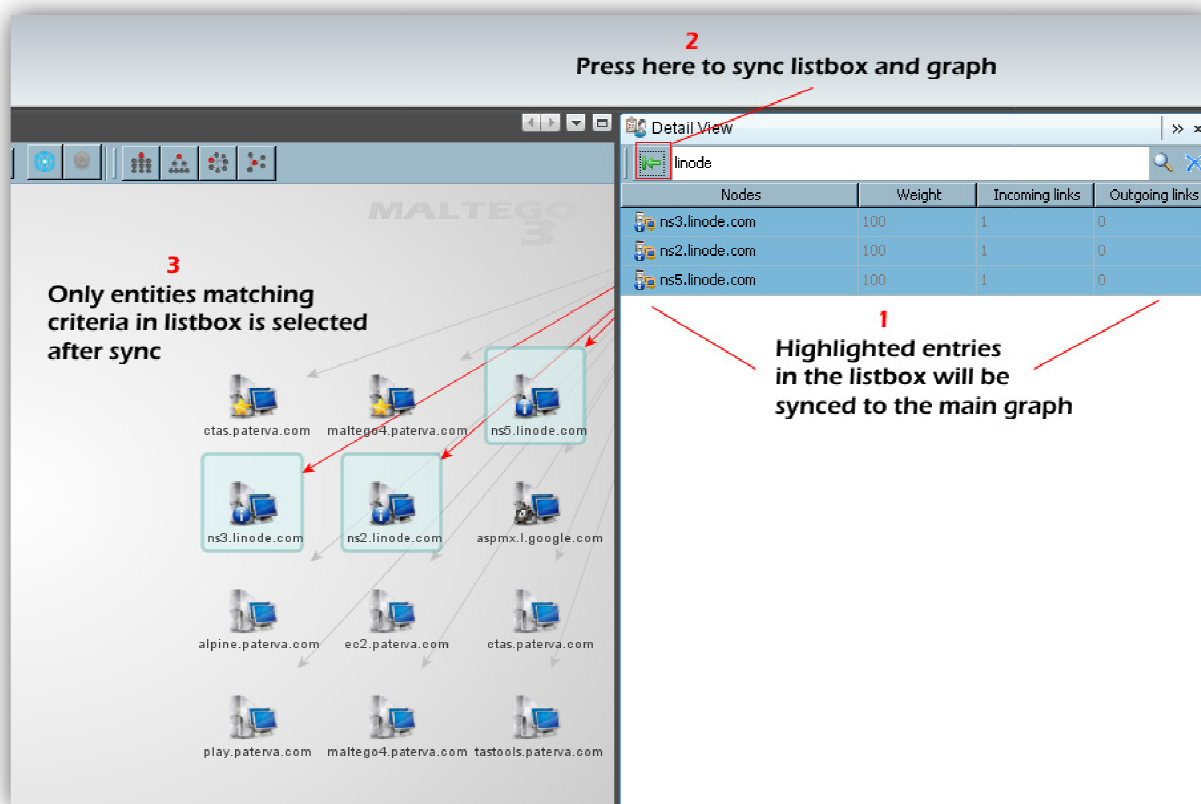 2
Press here to sync listbox and graph
Detail View
linode
Nodes Weight Incoming links Outgoing links
ns3.linode.com 100 1 0
ns2.linode.com 100 1 0
ns5.linode.com 100 1 0
MALTEGO
3
3
Only entities matching
criteria in listbox is selected
after sync
1
Highlighted entries
in the listbox will be
synced to the main graph
ctas.paterva.com maltego4.paterva.com ns5.linode.com
ns3.linode.com ns2.linode.com aspmx.l.google.com
alpine.paterva.com ec2.paterva.com ctas.paterva.com
play.paterva.com maltego4.paterva.com tastools.paterva.com